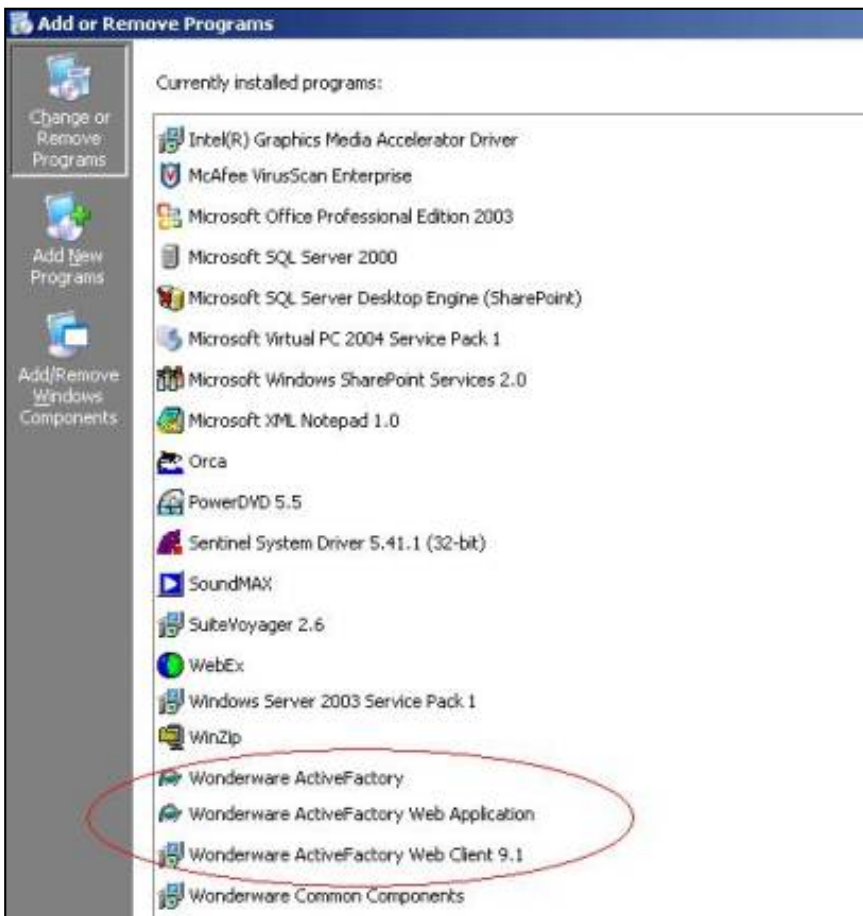 Add or Remove Programs
Change or
Remove
Programs
Add New
Programs
Add/Remove
Windows
Components
Currently installed programs:
Intel(R) Graphics Media Accelerator Driver
McAfee VirusScan Enterprise
Microsoft Office Professional Edition 2003
Microsoft SQL Server 2000
Microsoft SQL Server Desktop Engine (SharePoint)
Microsoft Virtual PC 2004 Service Pack 1
Microsoft Windows SharePoint Services 2.0
Microsoft XML Notepad 1.0
Orca
PowerDVD 5.5
Sentinel System Driver 5.41.1 (32-bit)
SoundMAX
SuiteVoyager 2.6
WebEx
Windows Server 2003 Service Pack 1
WinZip
Wonderware ActiveFactory
Wonderware ActiveFactory Web Application
Wonderware ActiveFactory Web Client 9.1
Wonderware Common Components